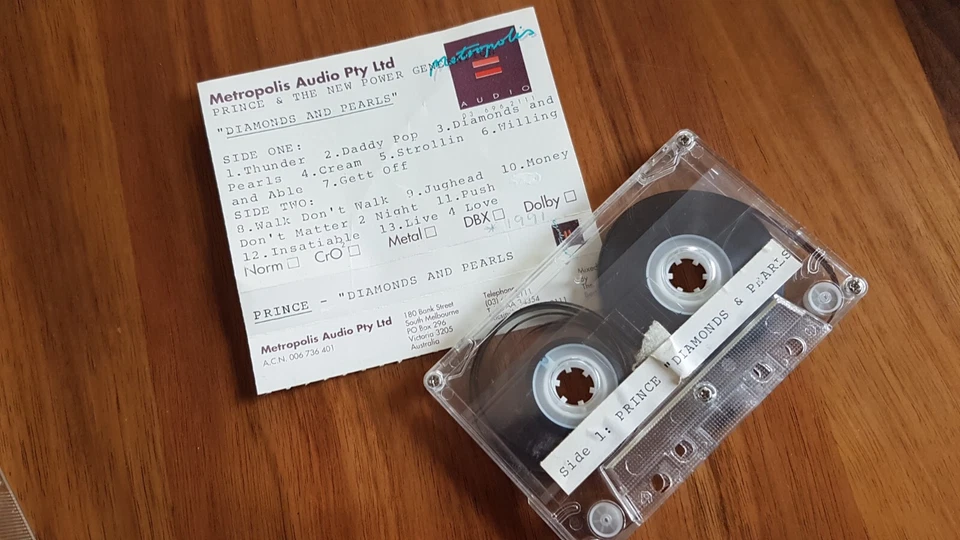 Metropolis Audio Pty Ltd
metropolis
PRINCE & THE NEW POWER
AUDIO
"DIAMONDS AND PEARLS"
SIDE ONE:
1.Thunder 2.Daddy Pop 3.Diamonds and
Pearls 4.Cream 5.Strollin 6.Willing
and Able 7.Gett Off
SIDE TWO:
8.Walk Don't Walk 9.Jughead 10.Money
Don't Matter 2 Night 11.Push
12.Insatiable 13.Live 4 Love
Norm CrO² Metal DBX Dolby
* 1991
PRINCE - "DIAMONDS AND PEARLS
Metropolis Audio Pty Ltd
A.C.N. 006 736 401
180 Bank Street
South Melbourne
PO Box 296
Victoria 3205
Australia
Telephone
(03)
Side 1: PRINCE "DIAMONDS & PEARLS